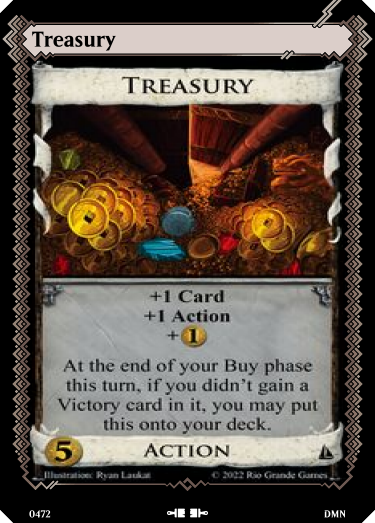 Treasury
TREASURY
+1 Card
+1 Action
+ 1
At the end of your Buy phase
this turn, if you didn't gain a
Victory card in it, you may put
this onto your deck.
5 ACTION
Illustration: Ryan Laukat © 2022 Rio Grande Games
0472 DMN